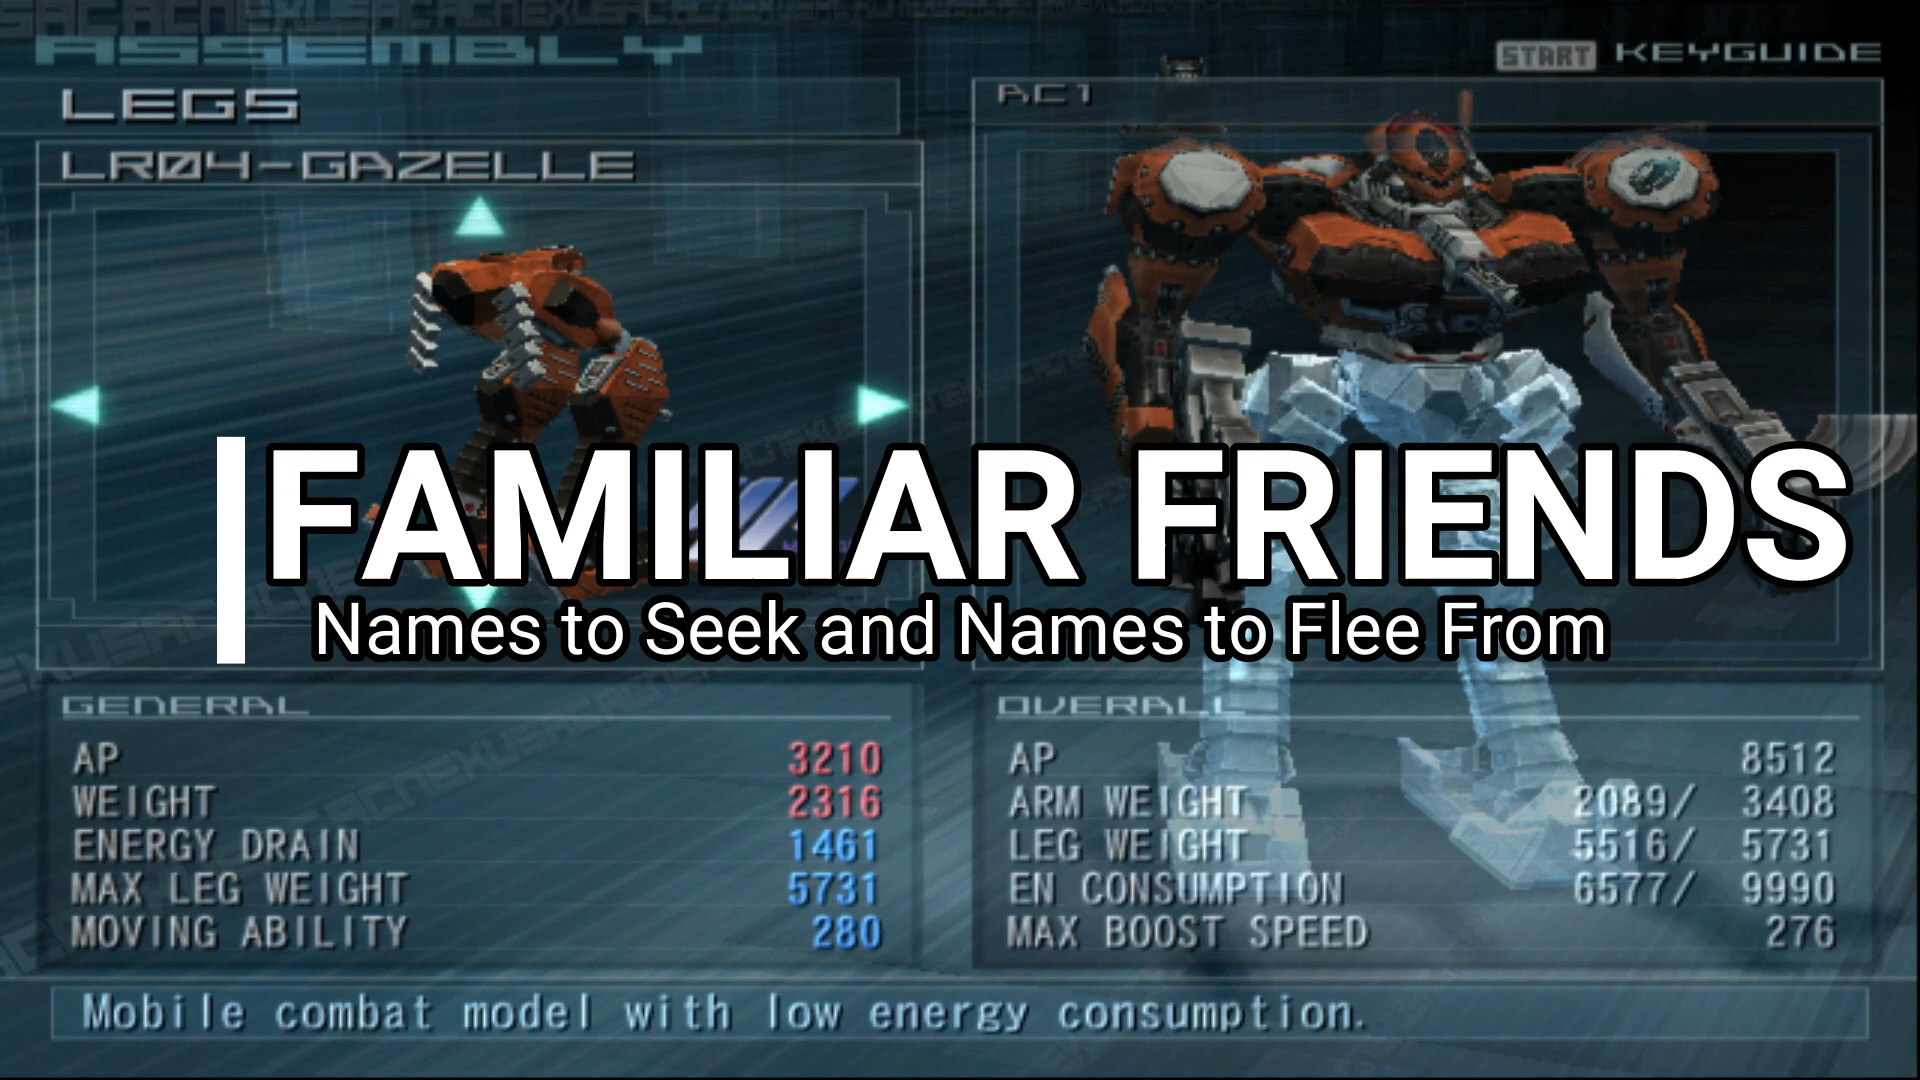 ASSEMBLY
START KEYGUIDE
LEGS
AC1
LR04-GAZELLE
FAMILIAR FRIENDS
Names to Seek and Names to Flee From
GENERAL
AP 3210
WEIGHT 2316
ENERGY DRAIN 1461
MAX LEG WEIGHT 5731
MOVING ABILITY 280
OVERALL
AP 8512
ARM WEIGHT 2089/ 3408
LEG WEIGHT 5516/ 5731
EN CONSUMPTION 6577/ 9990
MAX BOOST SPEED 276
Mobile combat model with low energy consumption.